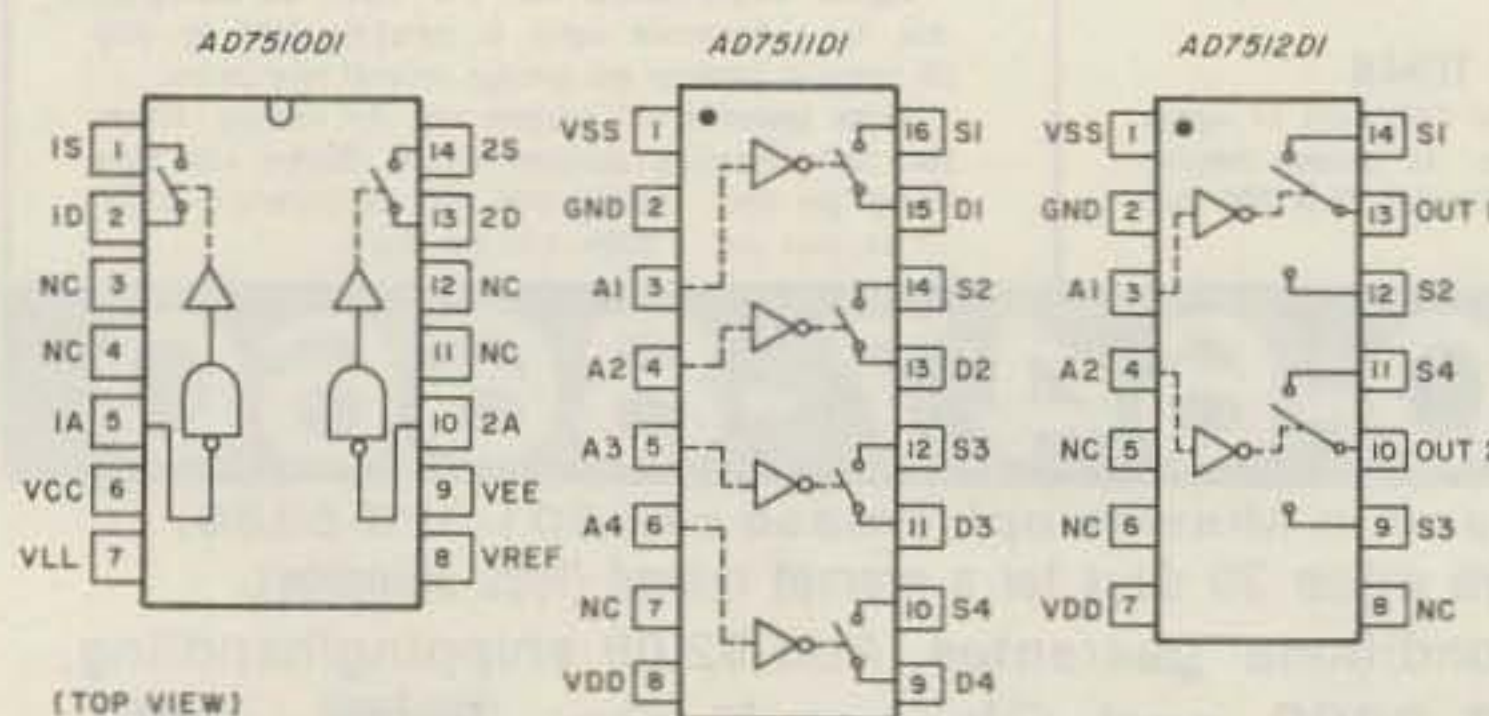 AD7510D1
1S 1
1D 2
NC 3
NC 4
1A 5
VCC 6
VLL 7
14 2S
13 2D
12 NC
11 NC
10 2A
9 VEE
8 VREF
(TOP VIEW)
AD7511D1
VSS 1
GND 2
A1 3
A2 4
A3 5
A4 6
NC 7
VDD 8
16 S1
15 D1
14 S2
13 D2
12 S3
11 D3
10 S4
9 D4
AD7512D1
VSS 1
GND 2
A1 3
A2 4
NC 5
NC 6
VDD 7
14 S1
13 OUT 1
12 S2
11 S4
10 OUT 2
9 S3
8 NC